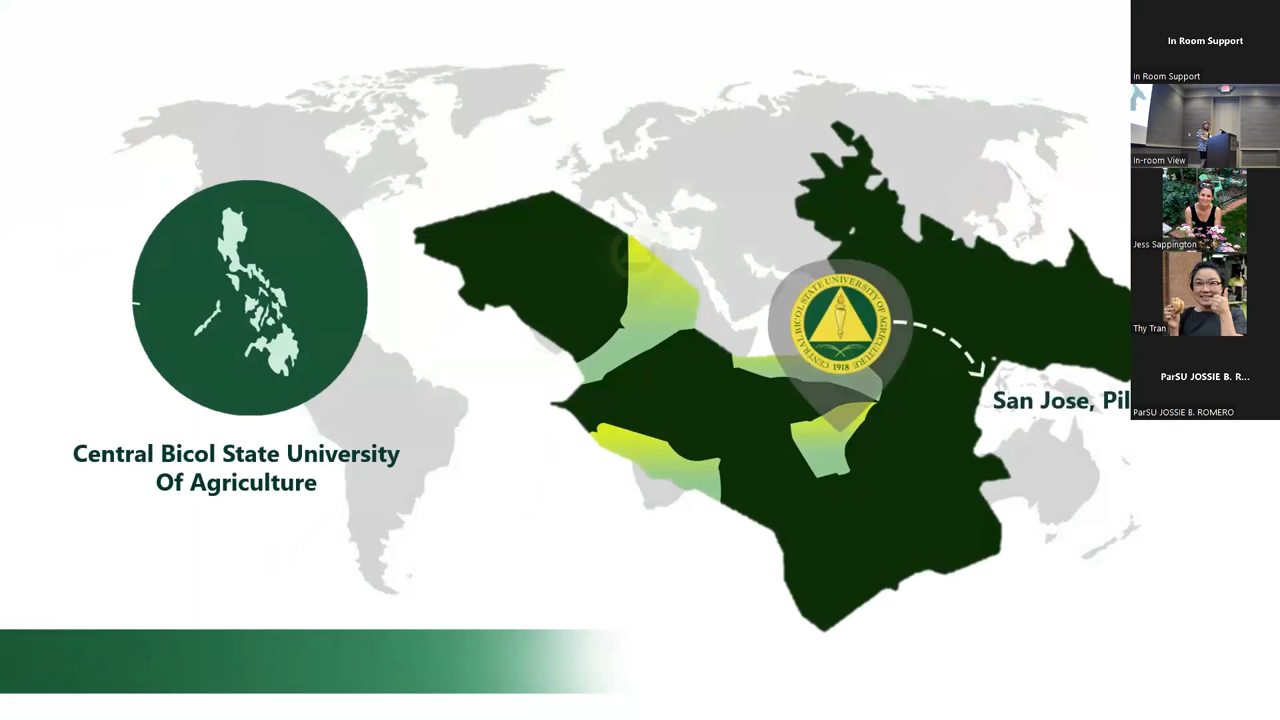 Central Bicol State University
Of Agriculture
CENTRAL BICOL STATE UNIVERSITY OF AGRICULTURE
1918
San Jose, Pil
In Room Support
In Room Support
In-room View
Jess Sappington
Thy Tran
ParSU JOSSIE B. R...
ParSU JOSSIE B. ROMERO